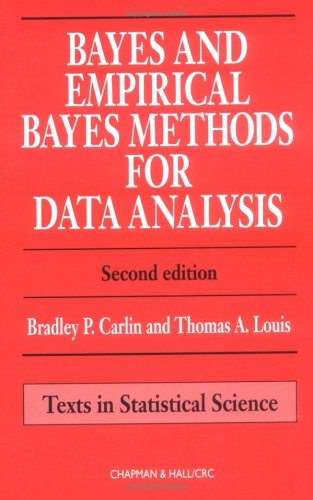 BAYES AND
EMPIRICAL
BAYES METHODS
FOR
DATA ANALYSIS
Second edition
Bradley P. Carlin and Thomas A. Louis
Texts in Statistical Science
CHAPMAN & HALL/CRC